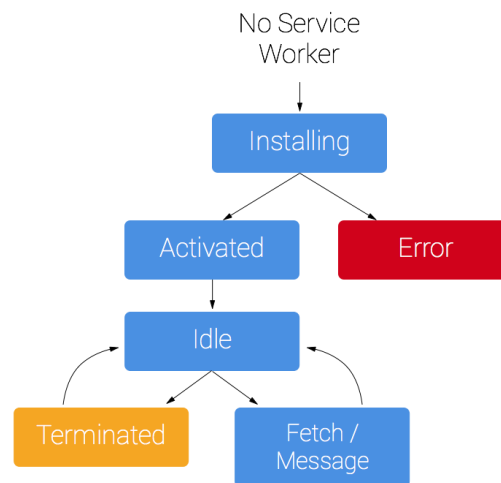 No Service
Worker
Installing
Activated
Error
Idle
Terminated
Fetch /
Message